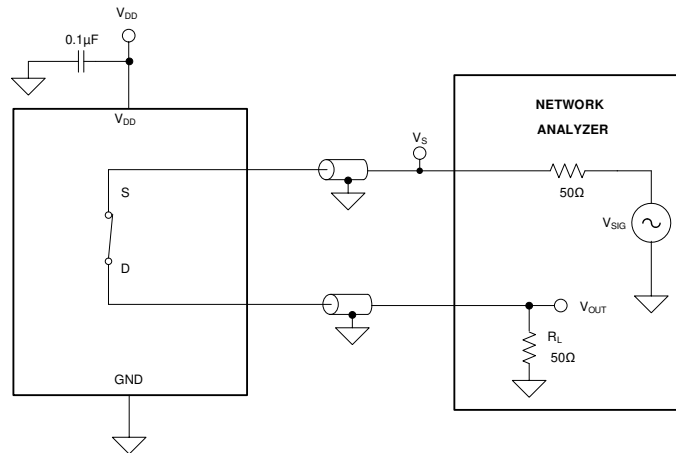 V_DD
0.1µF
V_DD
NETWORK
ANALYZER
V_S
S
50Ω
V_SIG
D
V_OUT
R_L
50Ω
GND